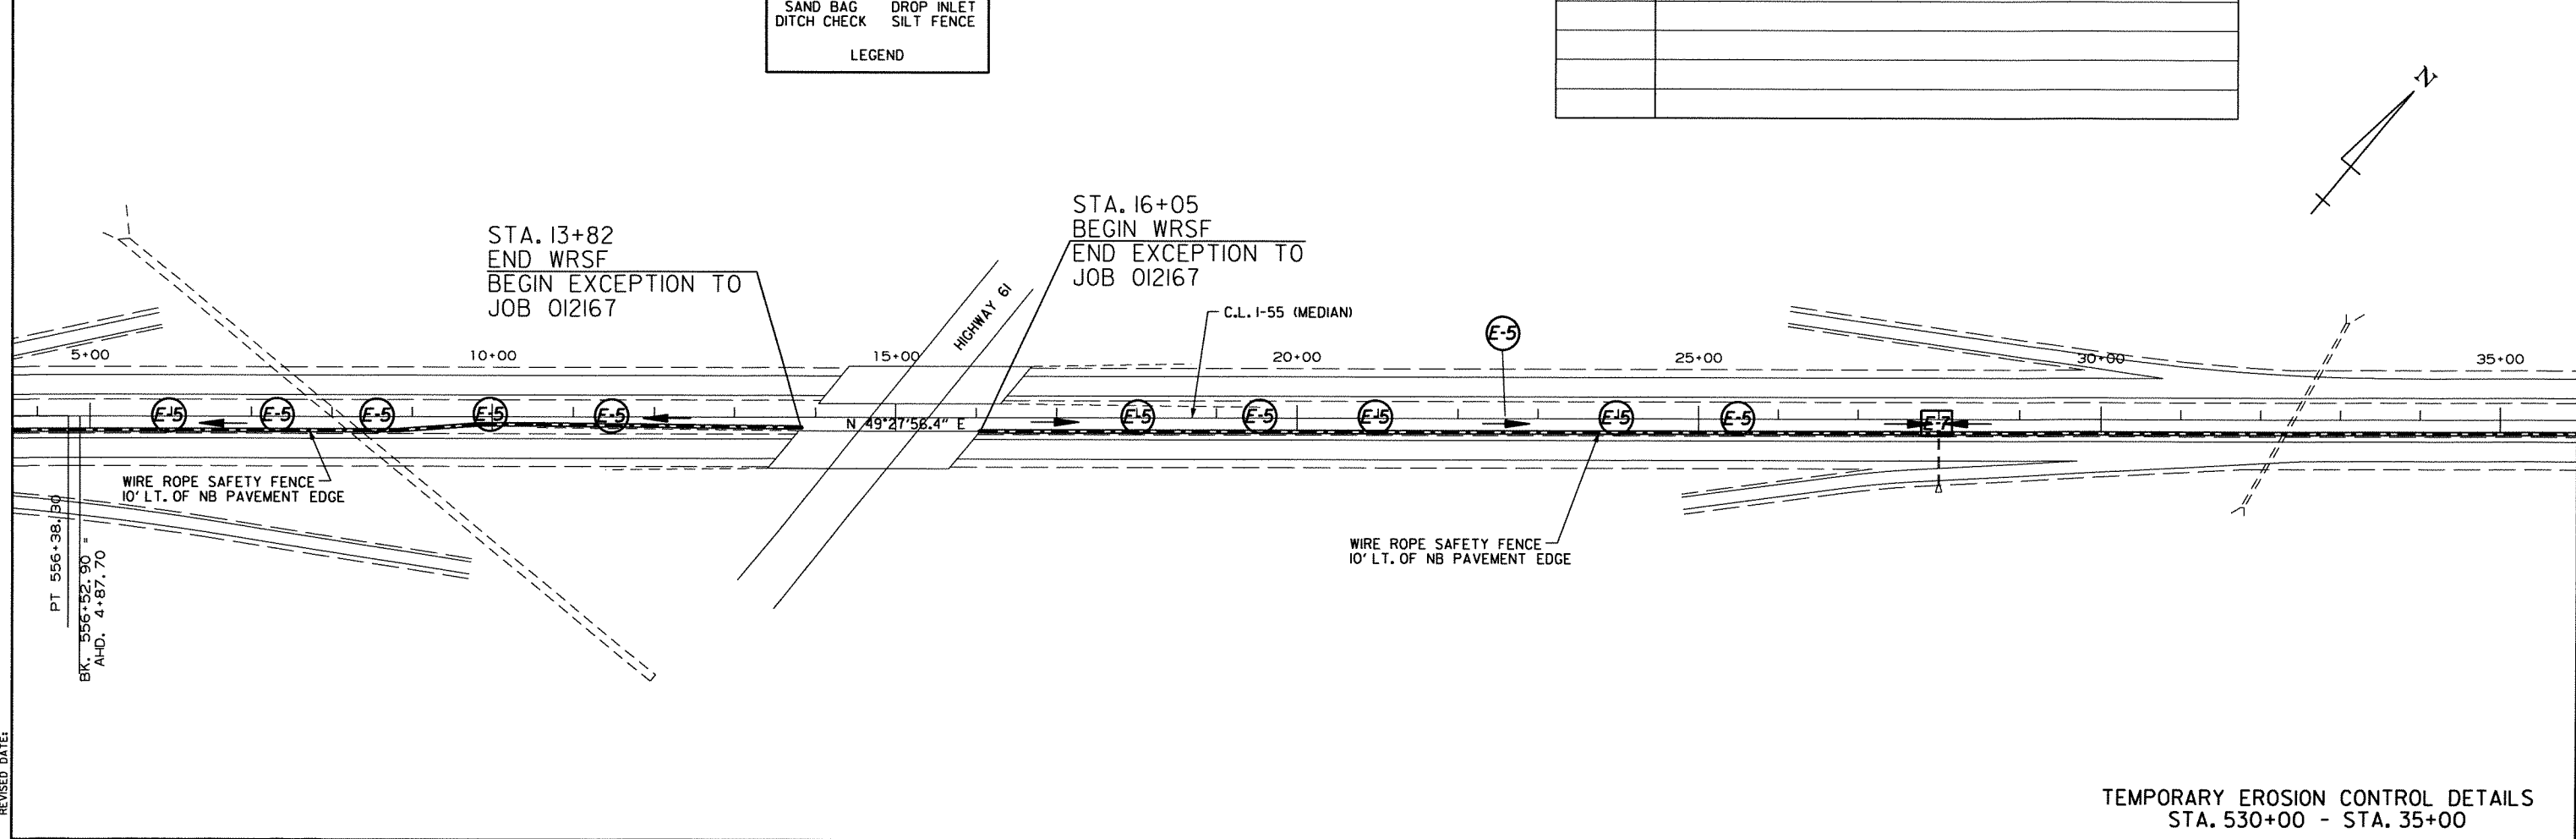 SAND BAG DROP INLET
DITCH CHECK SILT FENCE
LEGEND
N
STA. 13+82
END WRSF
BEGIN EXCEPTION TO
JOB 012167
STA. 16+05
BEGIN WRSF
END EXCEPTION TO
JOB 012167
HIGHWAY 61
C.L. I-55 (MEDIAN)
E-5
5+00 10+00 15+00 20+00 25+00 30+00 35+00
E-5 E-5 E-5 E-5 E-5 E-5 E-5 E-5 E-5 E-5 E-7
N 49°27'56.4" E
WIRE ROPE SAFETY FENCE
10' LT. OF NB PAVEMENT EDGE
WIRE ROPE SAFETY FENCE
10' LT. OF NB PAVEMENT EDGE
PT 556+38.30
BK. 556+52.90 =
AHD. 4+87.70
REVISED DATE:
TEMPORARY EROSION CONTROL DETAILS
STA. 530+00 - STA. 35+00